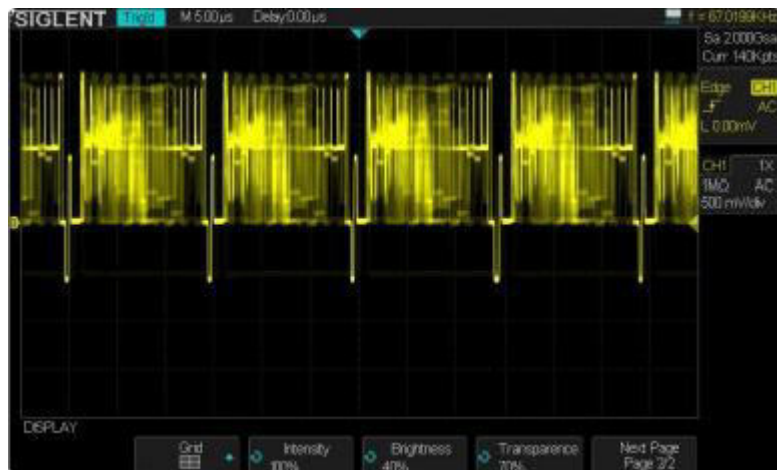 SIGLENT Trig'd M 5.00µs Delay:0.00µs f = 67.0199KHz
Sa 2.00GSa
Curr 140Kpts
Edge CH1
AC
L 0.00mV
CH1 1X
1MΩ AC
500 mV/div
DISPLAY
Grid Intensity Brightness Transparence Next Page
100% 40% 70% Page 2/2